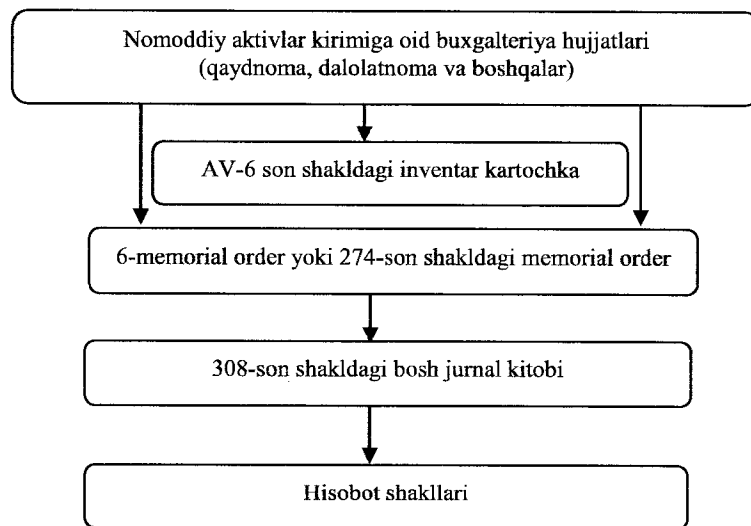 Nomoddiy aktivlar kirimiga oid buxgalteriya hujjatlari
(qaydnoma, dalolatnoma va boshqalar)
AV-6 son shakldagi inventar kartochka
6-memorial order yoki 274-son shakldagi memorial order
308-son shakldagi bosh jurnal kitobi
Hisobot shakllari